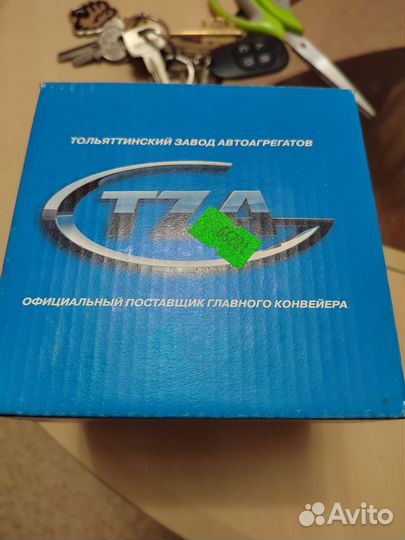 ТОЛЬЯТТИНСКИЙ ЗАВОД АВТОАГРЕГАТОВ
TZA
ОФИЦИАЛЬНЫЙ ПОСТАВЩИК ГЛАВНОГО КОНВЕЙЕРА
Avito